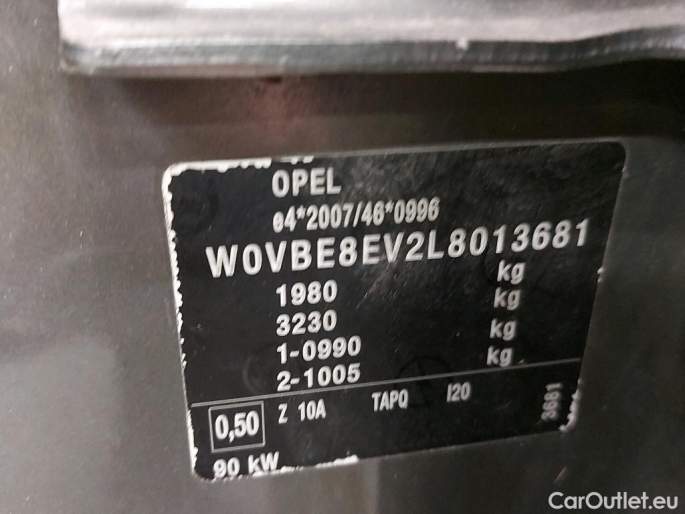 OPEL
e4*2007/46*0996
W0VBE8EV2L8013681
1980 kg
3230 kg
1-0990 kg
2-1005 kg
0,50 Z 10A TAPQ I20 3681
90 kW
CarOutlet.eu